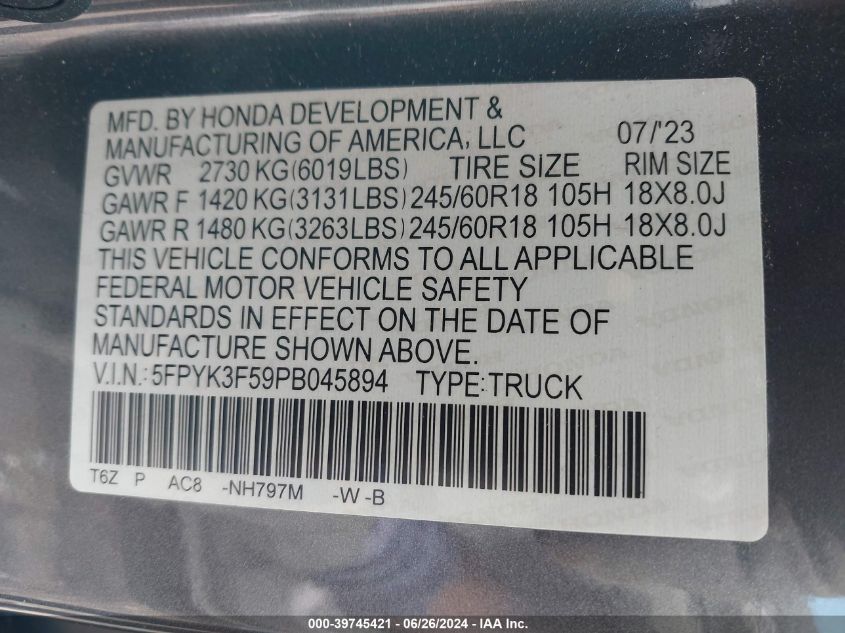 MFD. BY HONDA DEVELOPMENT &
MANUFACTURING OF AMERICA, LLC 07/'23
GVWR 2730 KG(6019LBS) TIRE SIZE RIM SIZE
GAWR F 1420 KG(3131LBS) 245/60R18 105H 18X8.0J
GAWR R 1480 KG(3263LBS) 245/60R18 105H 18X8.0J
THIS VEHICLE CONFORMS TO ALL APPLICABLE
FEDERAL MOTOR VEHICLE SAFETY
STANDARDS IN EFFECT ON THE DATE OF
MANUFACTURE SHOWN ABOVE.
V.I.N.: 5FPYK3F59PB045894 TYPE: TRUCK
T6Z P AC8 -NH797M -W -B
000-39745421 - 06/26/2024 - IAAI.com